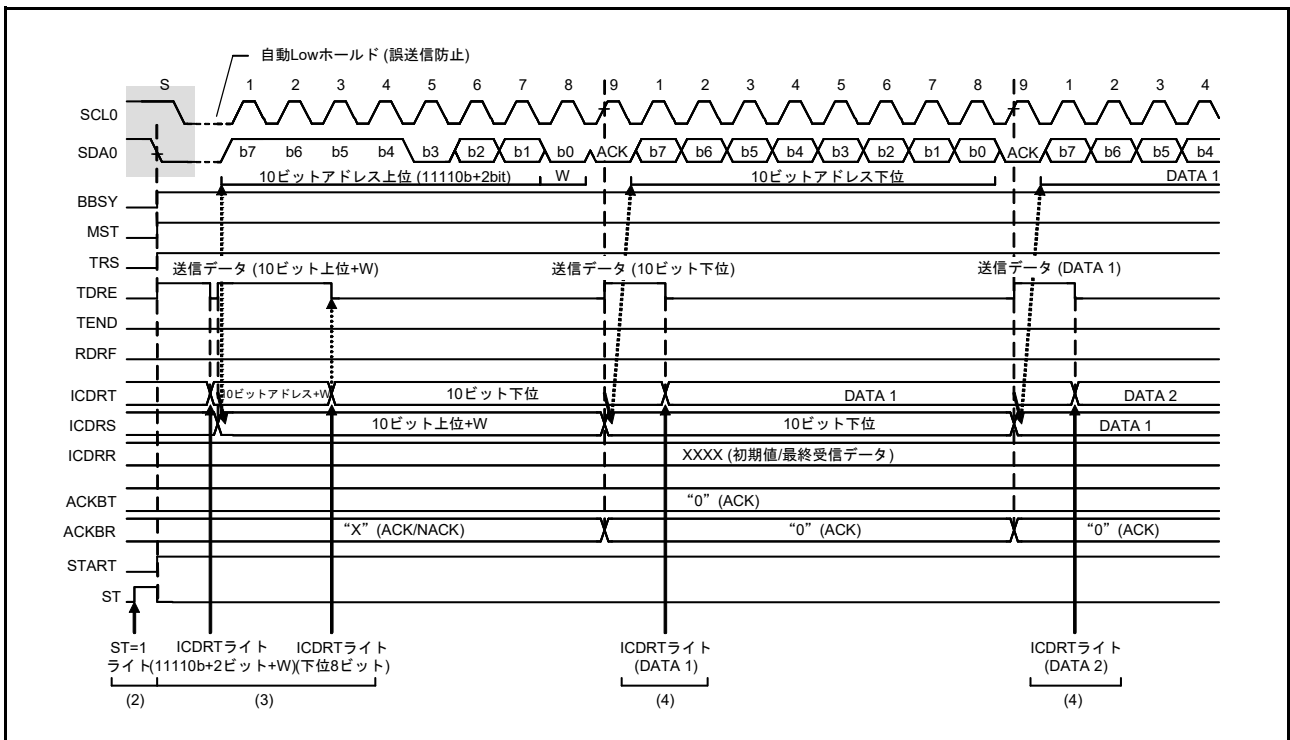 自動Lowホールド (誤送信防止)
S 1 2 3 4 5 6 7 8 9 1 2 3 4 5 6 7 8 9 1 2 3 4
SCL0
SDA0 b7 b6 b5 b4 b3 b2 b1 b0 ACK b7 b6 b5 b4 b3 b2 b1 b0 ACK b7 b6 b5 b4
10ビットアドレス上位 (11110b+2bit) W 10ビットアドレス下位 DATA 1
BBSY
MST
TRS
送信データ (10ビット上位+W) 送信データ (10ビット下位) 送信データ (DATA 1)
TDRE
TEND
RDRF
ICDRT 10ビットアドレス+W 10ビット下位 DATA 1 DATA 2
ICDRS 10ビット上位+W 10ビット下位 DATA 1
ICDRR XXXX (初期値/最終受信データ)
ACKBT “0” (ACK)
ACKBR “X” (ACK/NACK) “0” (ACK) “0” (ACK)
START
ST
ST=1 ICDRTライト ICDRTライト ICDRTライト ICDRTライト
ライト (11110b+2ビット+W) (下位8ビット) (DATA 1) (DATA 2)
(2) (3) (4) (4)